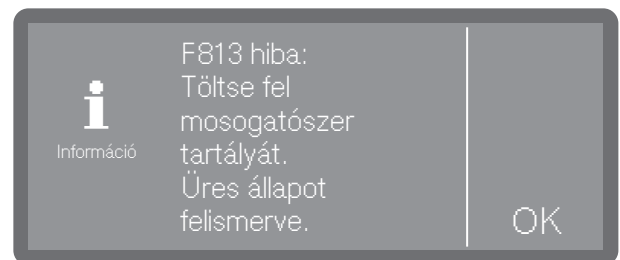 F813 hiba:
Töltse fel
mosogatószer
tartályát.
Üres állapot
felismerve.
Információ
OK